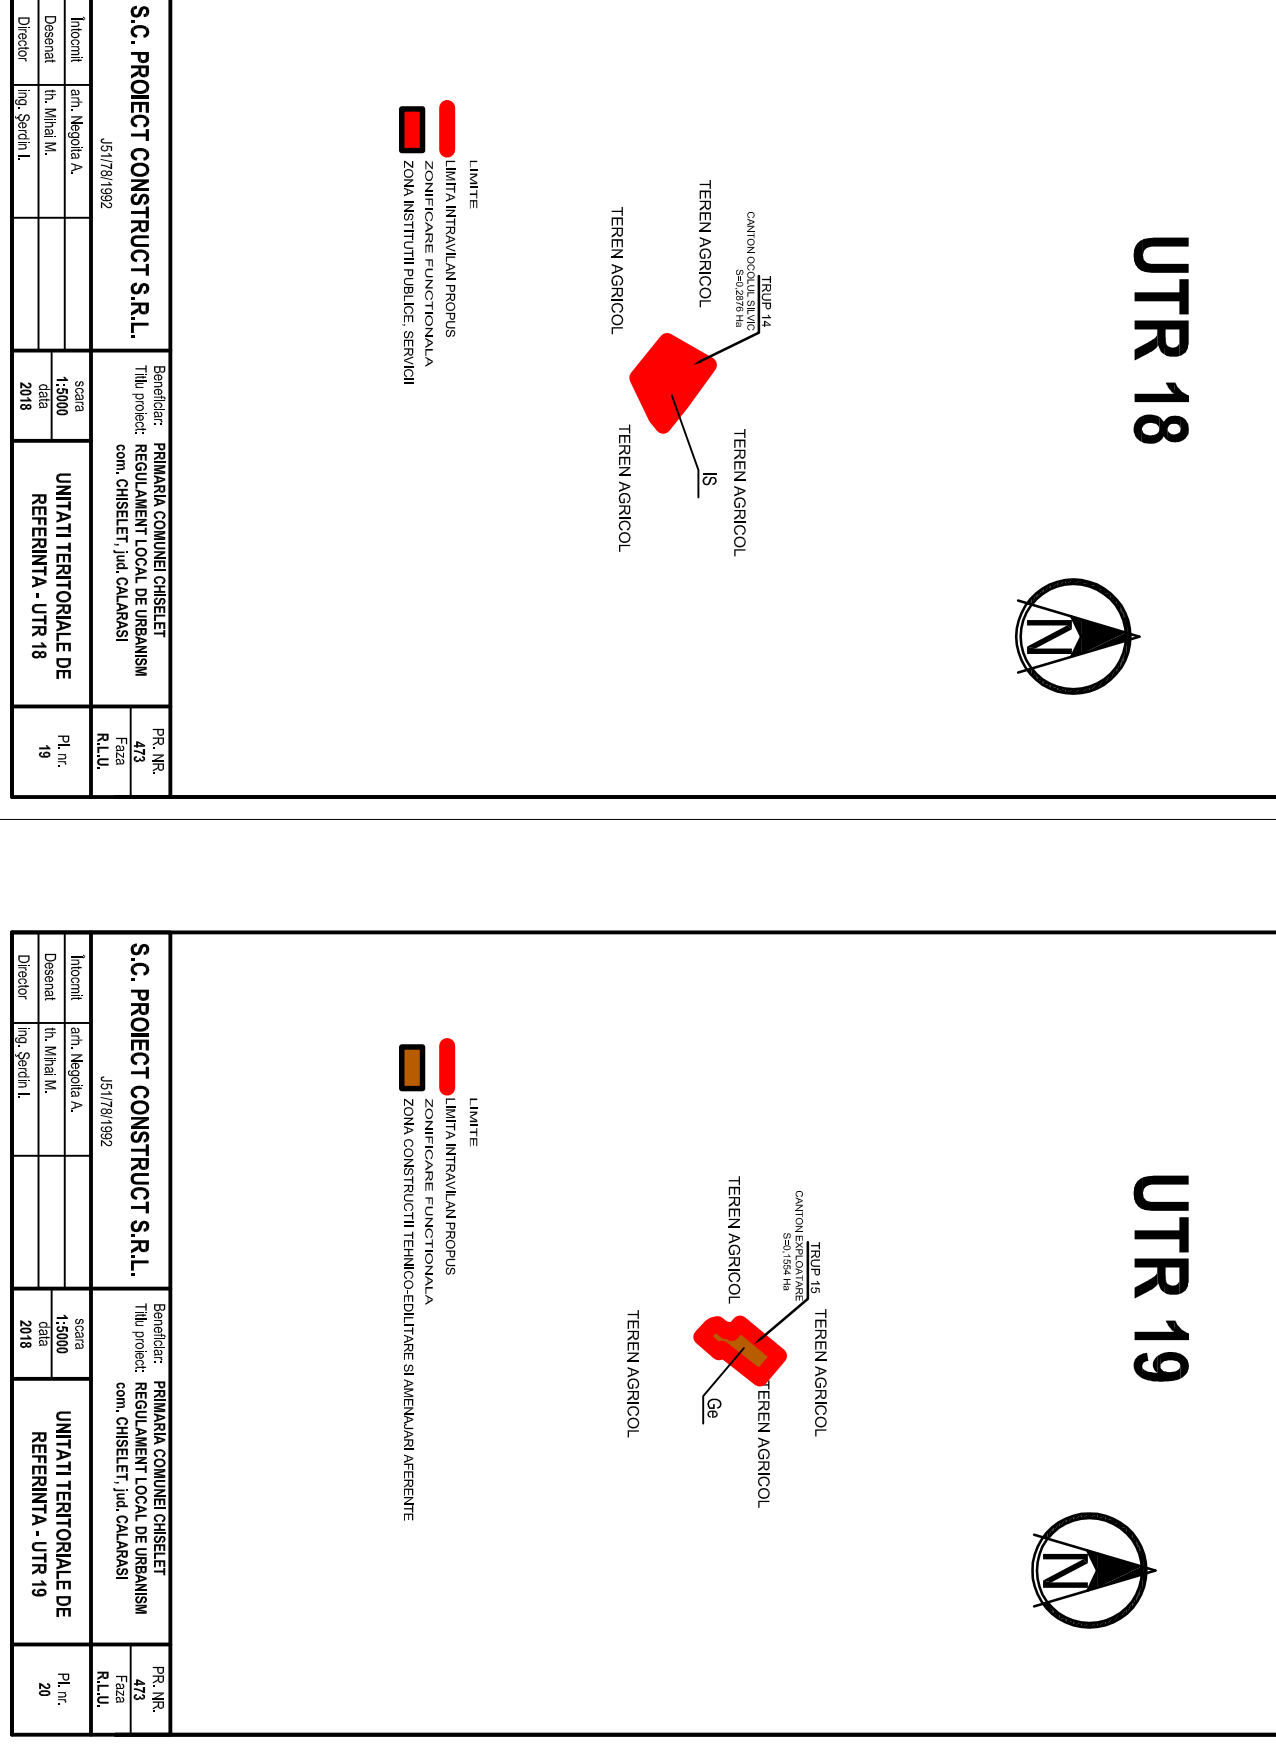 UTR 18
N
TRUP 14
CANTON OCOLUL SILVIC
S=0,2876 Ha
TEREN AGRICOL
TEREN AGRICOL
TEREN AGRICOL
TEREN AGRICOL
IS
LIMITE
LIMITA INTRAVILAN PROPUS
ZONIFICARE FUNCTIONALA
ZONA INSTITUTII PUBLICE, SERVICII
S.C. PROIECT CONSTRUCT S.R.L.
J51/78/1992
Întocmit arh. Negoita A.
Desenat th. Mihai M.
Director ing. Şerdin I.
Beneficiar: PRIMARIA COMUNEI CHISELET
Titlu proiect: REGULAMENT LOCAL DE URBANISM
com. CHISELET, jud. CALARASI
scara
1:5000
data
2018
UNITATI TERITORIALE DE
REFERINTA - UTR 18
PR. NR.
473
Faza
R.L.U.
Pl. nr.
19
UTR 19
N
TRUP 15
CANTON EXPLOATARE
S=0,1554 Ha
TEREN AGRICOL
TEREN AGRICOL
TEREN AGRICOL
TEREN AGRICOL
Ge
LIMITE
LIMITA INTRAVILAN PROPUS
ZONIFICARE FUNCTIONALA
ZONA CONSTRUCTII TEHNICO-EDILITARE SI AMENAJARI AFERENTE
S.C. PROIECT CONSTRUCT S.R.L.
J51/78/1992
Întocmit arh. Negoita A.
Desenat th. Mihai M.
Director ing. Şerdin I.
Beneficiar: PRIMARIA COMUNEI CHISELET
Titlu proiect: REGULAMENT LOCAL DE URBANISM
com. CHISELET, jud. CALARASI
scara
1:5000
data
2018
UNITATI TERITORIALE DE
REFERINTA - UTR 19
PR. NR.
473
Faza
R.L.U.
Pl. nr.
20